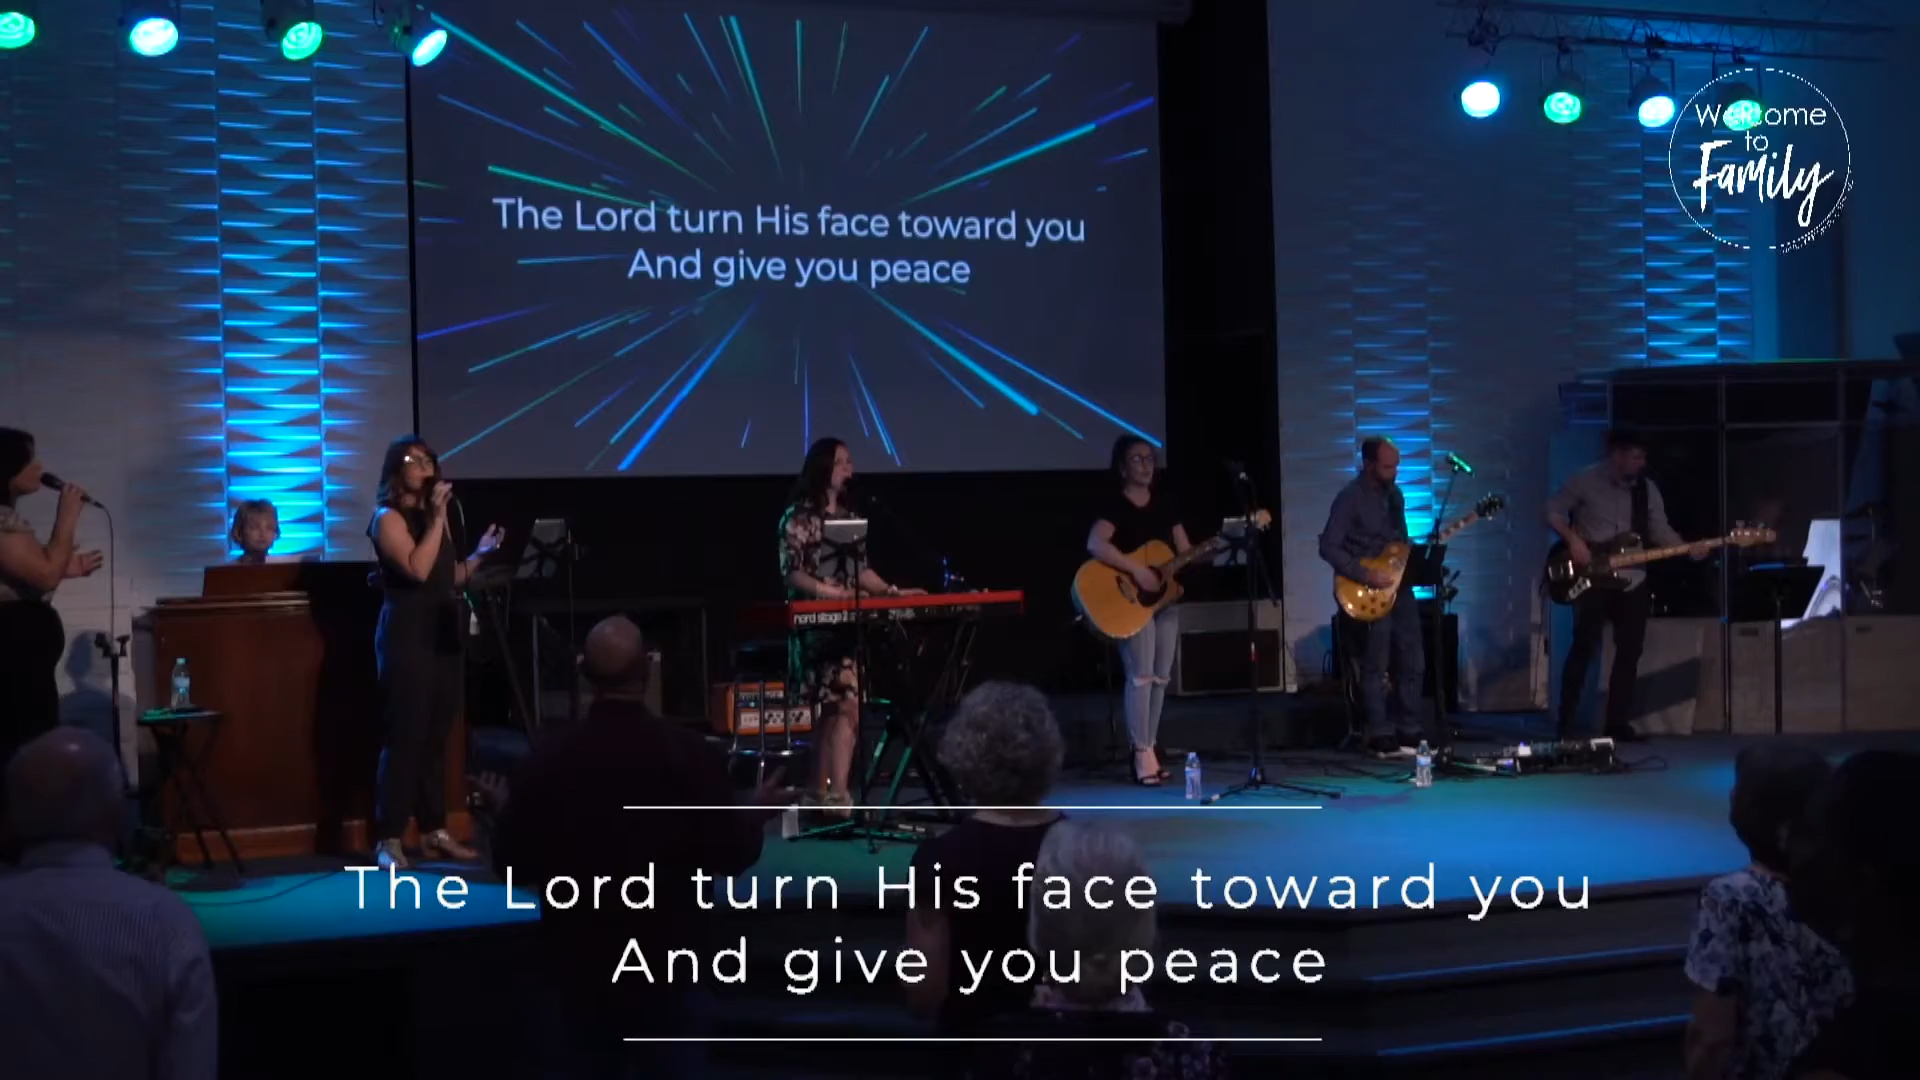 Welcome
to
Family
The Lord turn His face toward you
And give you peace
nord stage 2
The Lord turn His face toward you
And give you peace